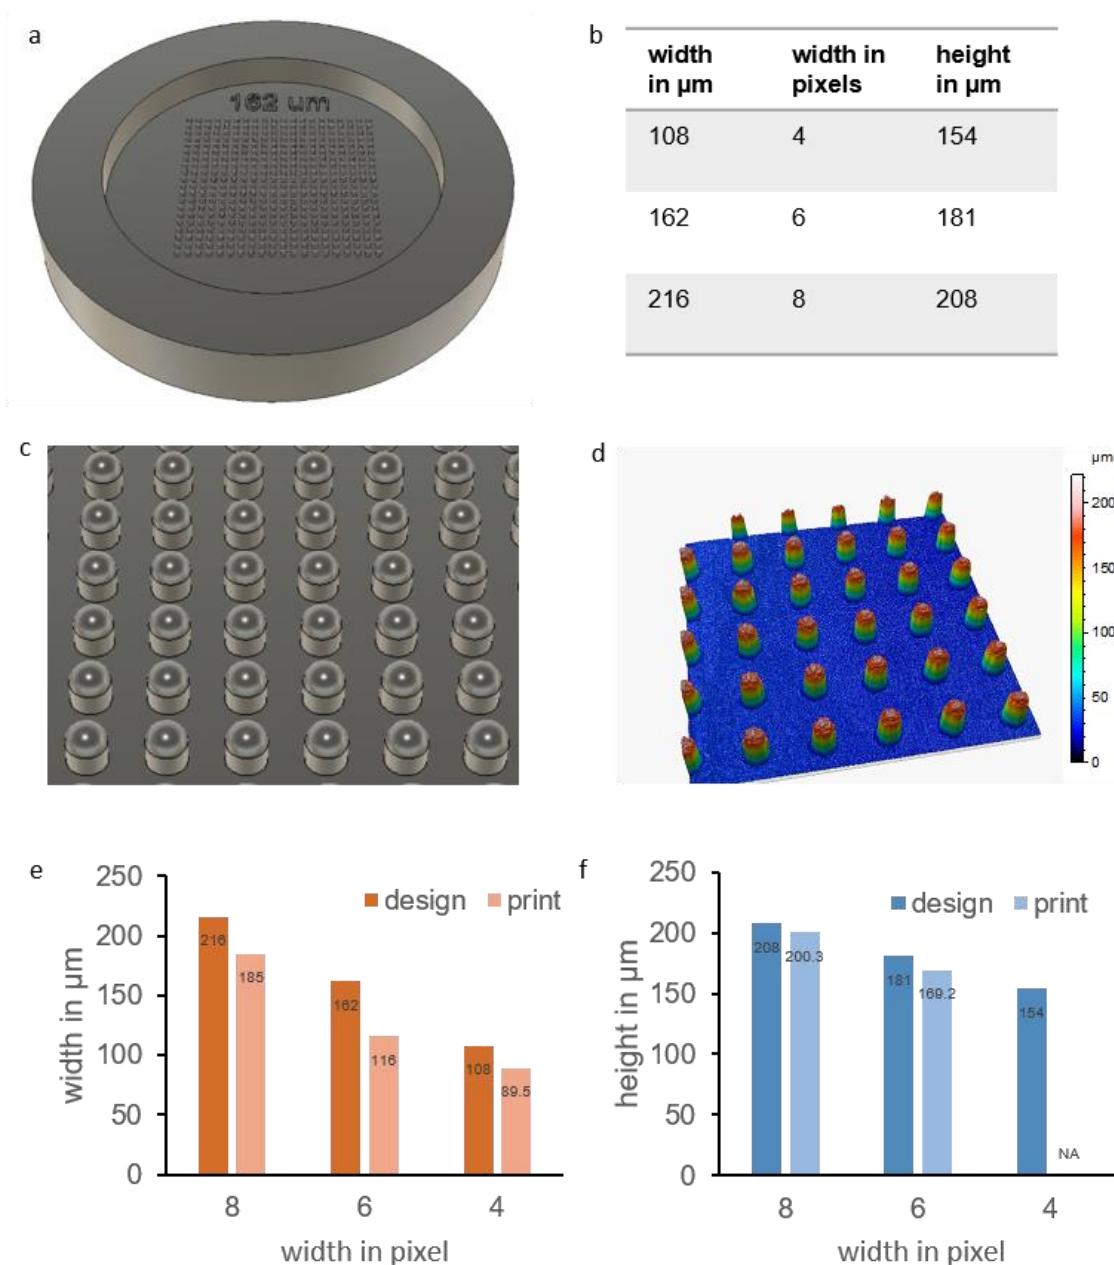 a
162 um
b
width in µm width in pixels height in µm
108 4 154
162 6 181
216 8 208
c
d
µm
200
150
100
50
0
e
250
200
150
100
50
0
width in µm
design print
216
185
162
116
108
89.5
8 6 4
width in pixel
f
250
200
150
100
50
0
height in µm
design print
208
200.3
181
169.2
154
NA
8 6 4
width in pixel